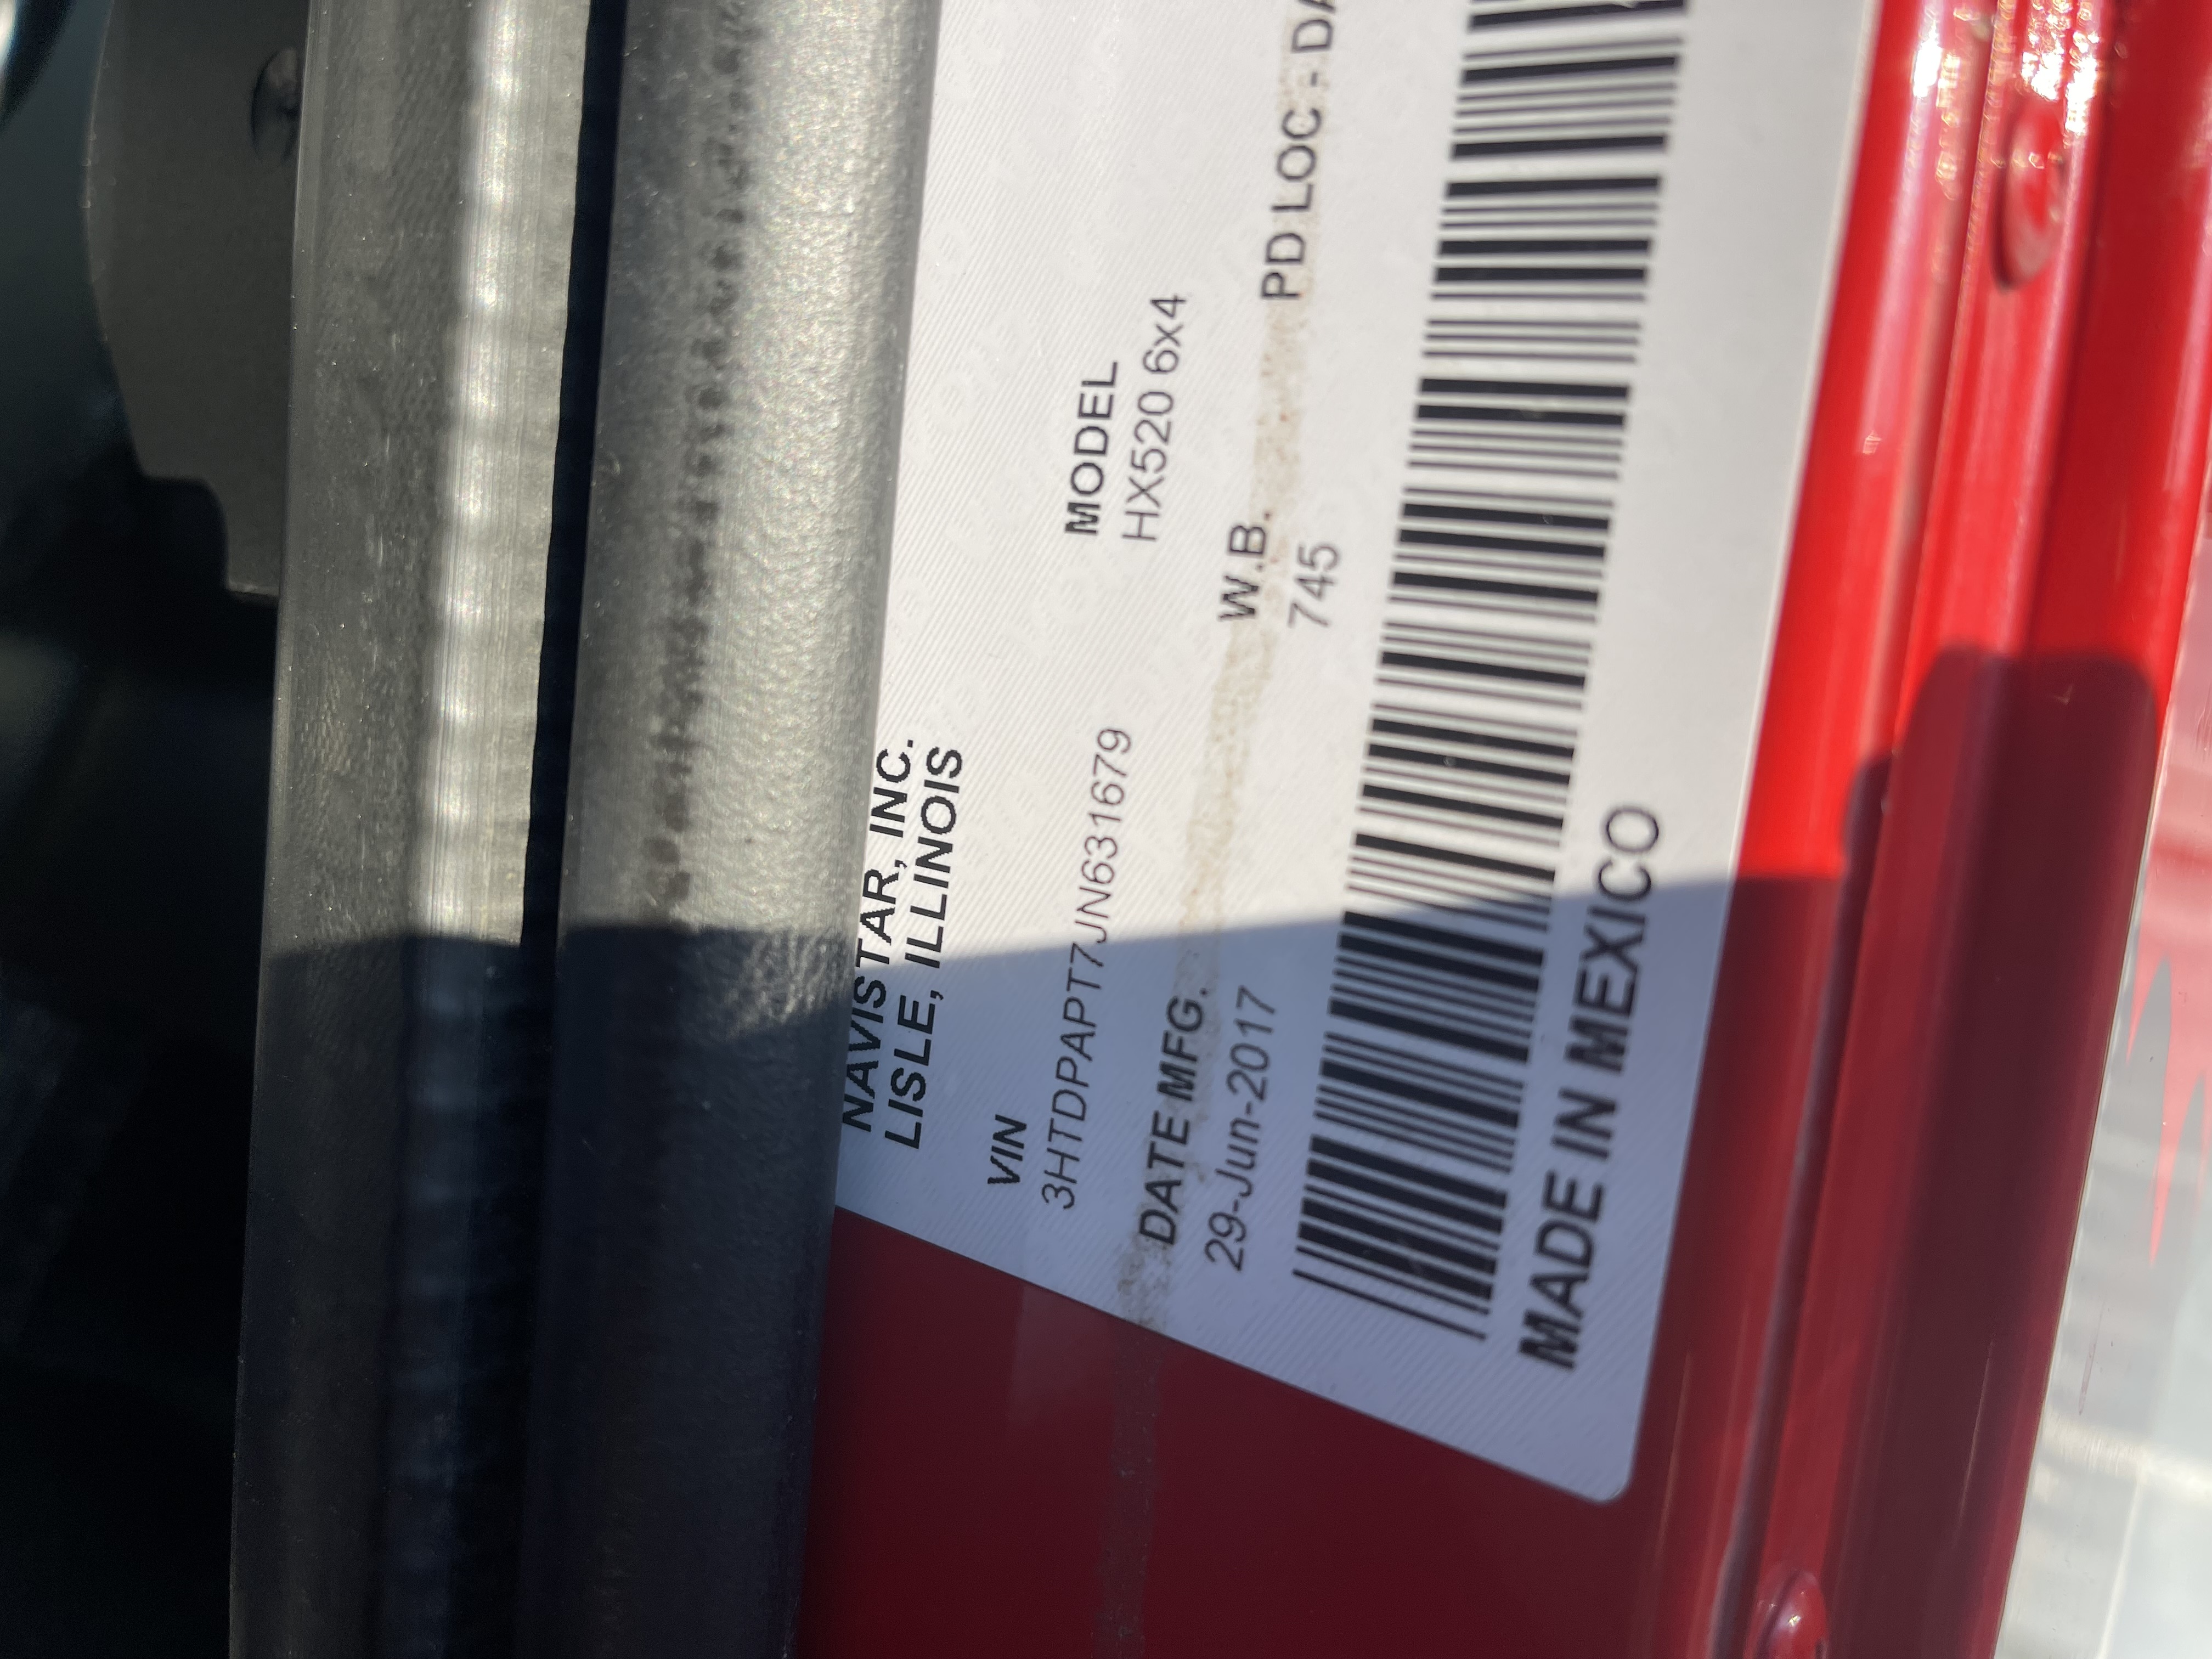 NAVISTAR, INC.
LISLE, ILLINOIS
VIN
3HTDPAPT7JN631679
MODEL
HX520 6x4
DATE MFG.
29-Jun-2017
W.B.
745
PD LOC - DA
MADE IN MEXICO